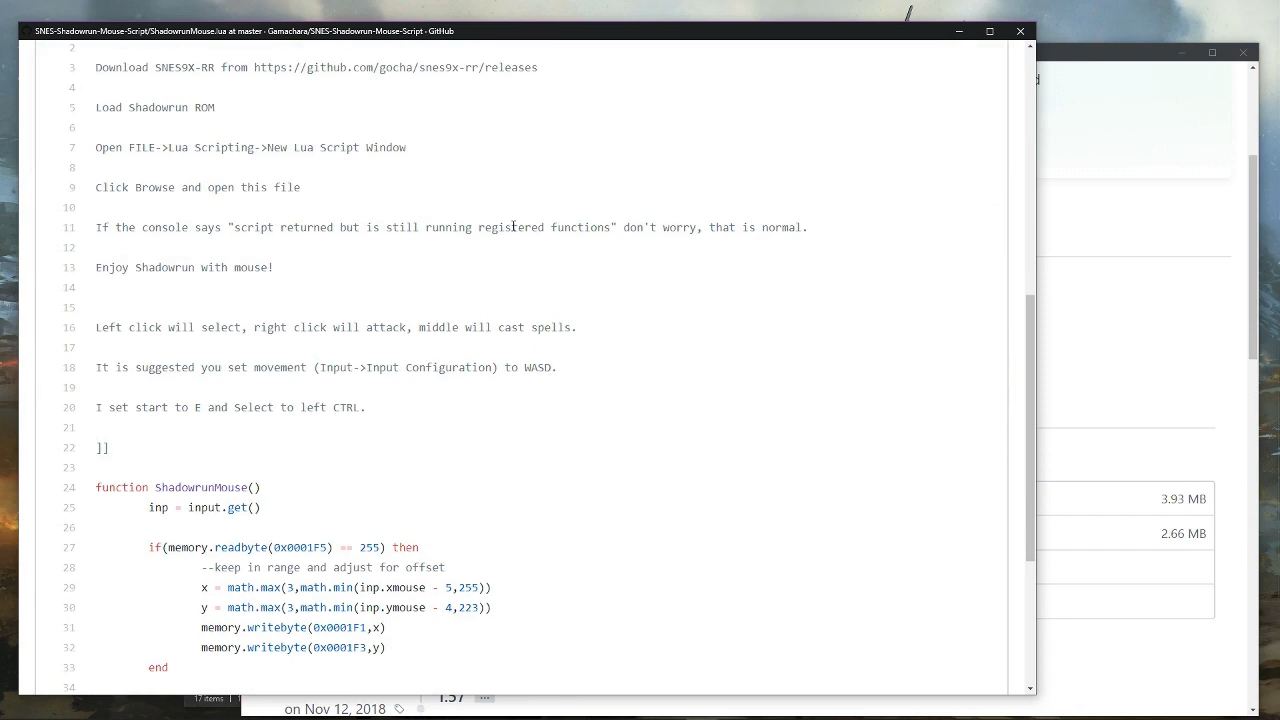 SNES-Shadowrun-Mouse-Script/ShadowrunMouse.lua at master · Gamachara/SNES-Shadowrun-Mouse-Script · GitHub
2
3 Download SNES9X-RR from https://github.com/gocha/snes9x-rr/releases
4
5 Load Shadowrun ROM
6
7 Open FILE->Lua Scripting->New Lua Script Window
8
9 Click Browse and open this file
10
11 If the console says "script returned but is still running registered functions" don't worry, that is normal.
12
13 Enjoy Shadowrun with mouse!
14
15
16 Left click will select, right click will attack, middle will cast spells.
17
18 It is suggested you set movement (Input->Input Configuration) to WASD.
19
20 I set start to E and Select to left CTRL.
21
22 ]]
23
24 function ShadowrunMouse()
25 inp = input.get()
26
27 if(memory.readbyte(0x0001F5) == 255) then
28 --keep in range and adjust for offset
29 x = math.max(3,math.min(inp.xmouse - 5,255))
30 y = math.max(3,math.min(inp.ymouse - 4,223))
31 memory.writebyte(0x0001F1,x)
32 memory.writebyte(0x0001F3,y)
33 end
34
d
3.93 MB
2.66 MB
17 items
1.57
on Nov 12, 2018